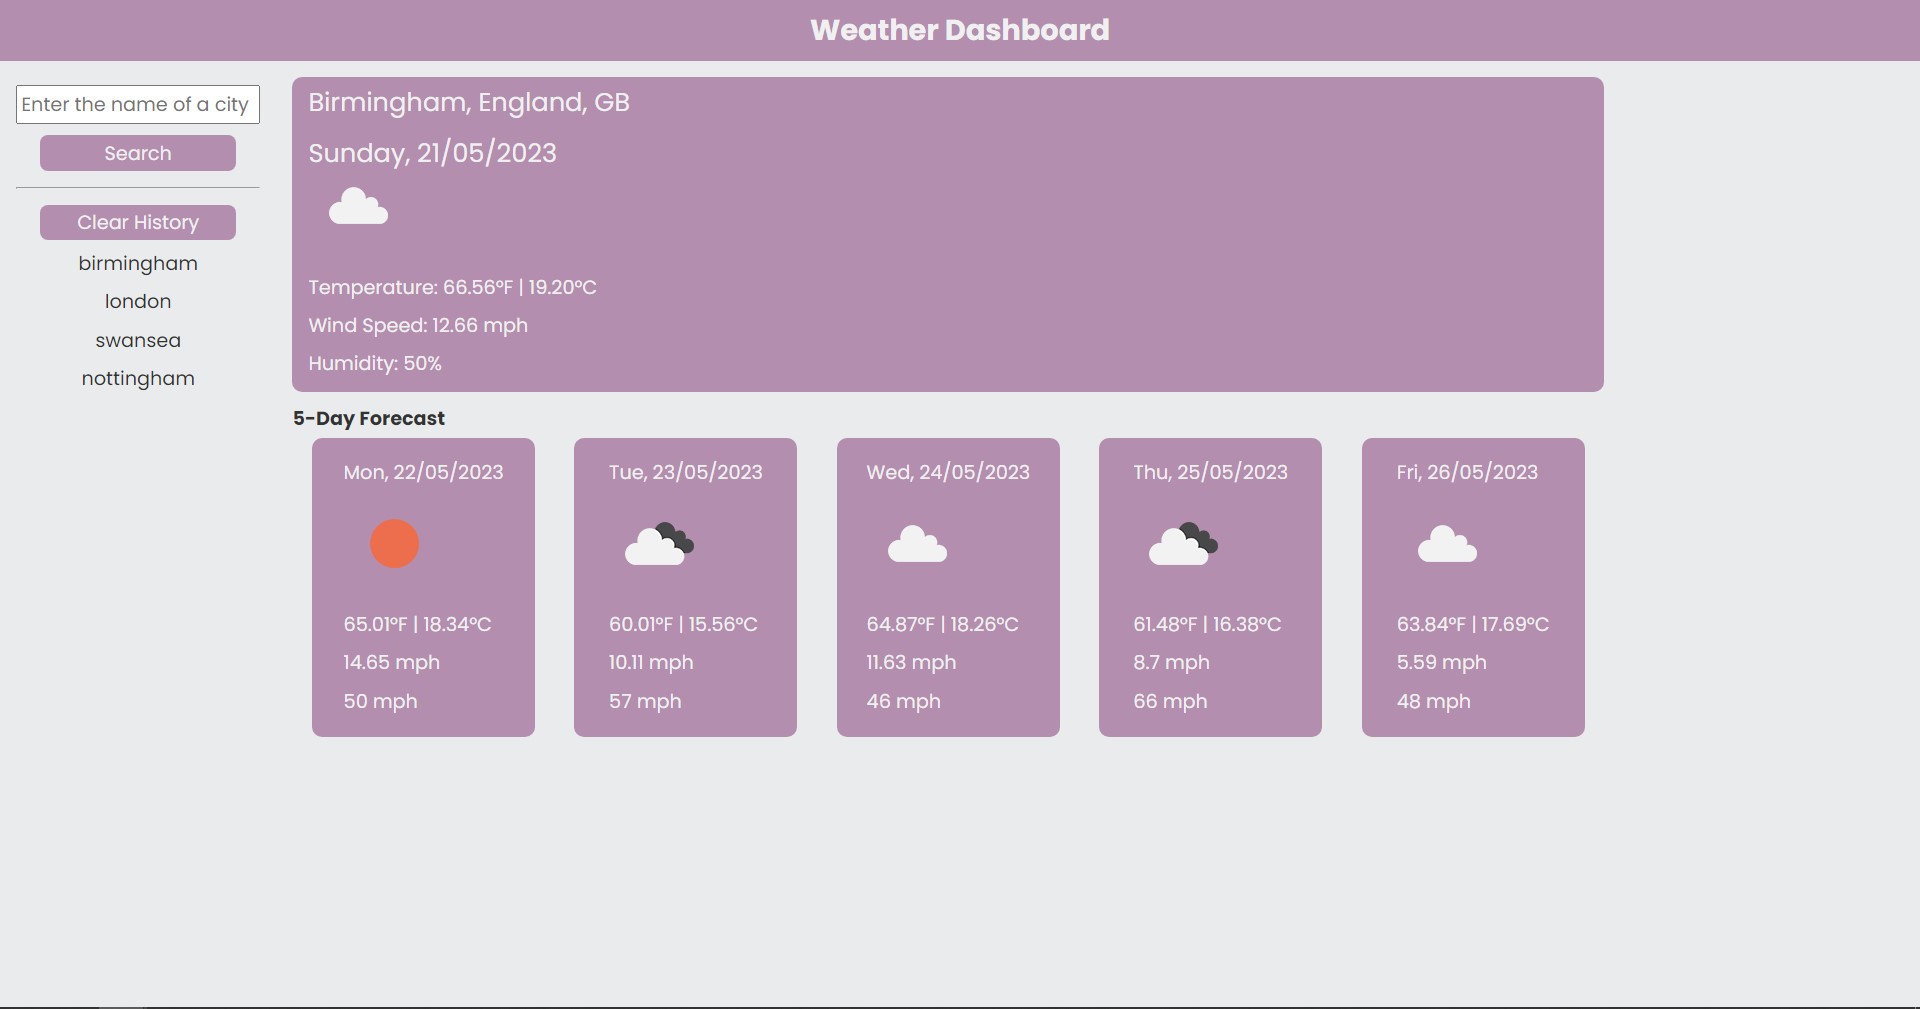 Weather Dashboard
Enter the name of a city
Search
Clear History
birmingham
london
swansea
nottingham
Birmingham, England, GB
Sunday, 21/05/2023
Temperature: 66.56°F | 19.20°C
Wind Speed: 12.66 mph
Humidity: 50%
5-Day Forecast
Mon, 22/05/2023
65.01°F | 18.34°C
14.65 mph
50 mph
Tue, 23/05/2023
60.01°F | 15.56°C
10.11 mph
57 mph
Wed, 24/05/2023
64.87°F | 18.26°C
11.63 mph
46 mph
Thu, 25/05/2023
61.48°F | 16.38°C
8.7 mph
66 mph
Fri, 26/05/2023
63.84°F | 17.69°C
5.59 mph
48 mph